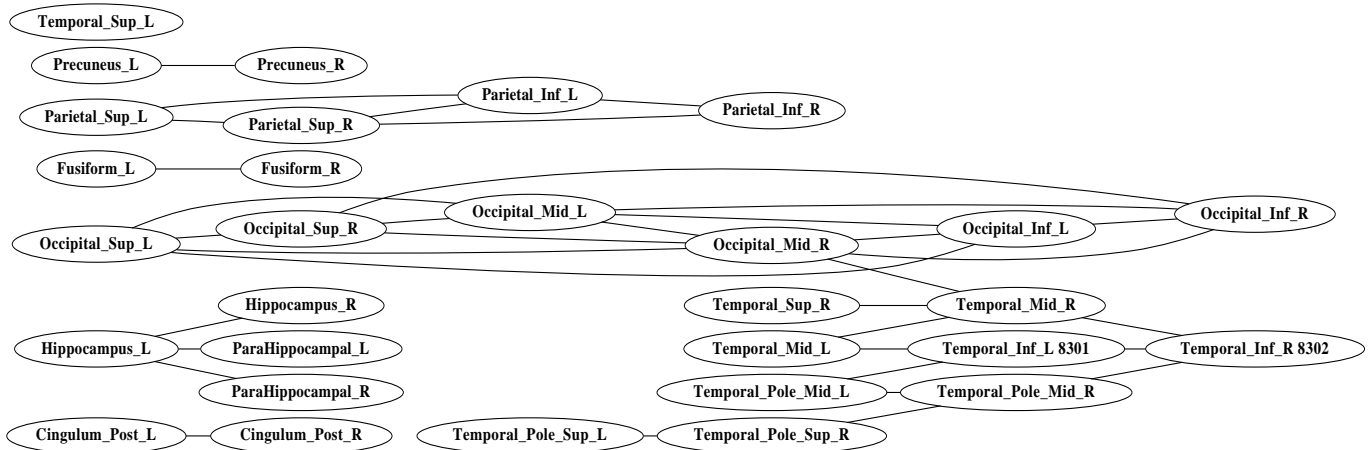 Temporal_Sup_L
Precuneus_L
Precuneus_R
Parietal_Sup_L
Parietal_Sup_R
Parietal_Inf_L
Parietal_Inf_R
Fusiform_L
Fusiform_R
Occipital_Sup_L
Occipital_Sup_R
Occipital_Mid_L
Occipital_Mid_R
Occipital_Inf_L
Occipital_Inf_R
Hippocampus_R
Temporal_Sup_R
Temporal_Mid_R
Hippocampus_L
ParaHippocampal_L
Temporal_Mid_L
Temporal_Inf_L 8301
Temporal_Inf_R 8302
ParaHippocampal_R
Temporal_Pole_Mid_L
Temporal_Pole_Mid_R
Cingulum_Post_L
Cingulum_Post_R
Temporal_Pole_Sup_L
Temporal_Pole_Sup_R